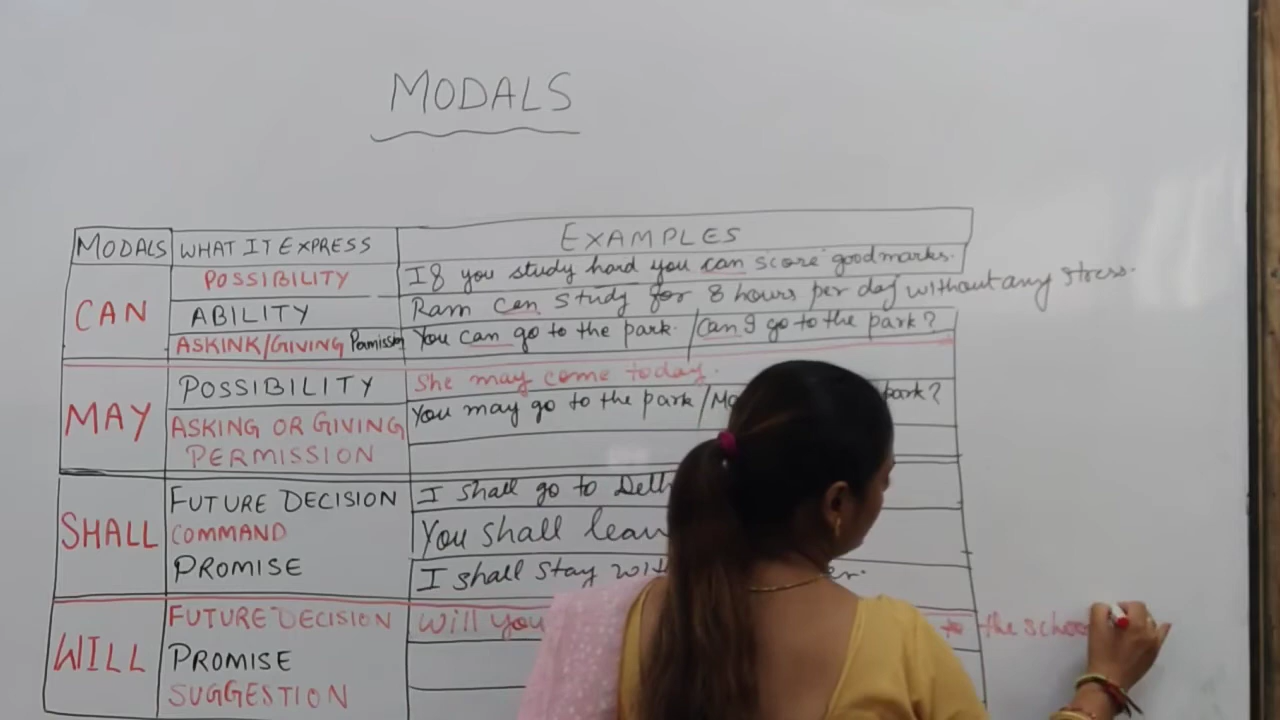 MODALS
MODALS WHAT IT EXPRESS EXAMPLES
CAN
POSSIBILITY If you study hard you can score good marks.
ABILITY Ram can study for 8 hours per day without any stress.
ASKINK/GIVING Permission You can go to the park. / Can I go to the park?
MAY
POSSIBILITY She may come today.
ASKING OR GIVING You may go to the park / park?
PERMISSION
SHALL
FUTURE DECISION I shall go to
COMMAND You shall
PROMISE I shall stay
WILL
FUTURE DECISION Will you to the
PROMISE
SUGGESTION